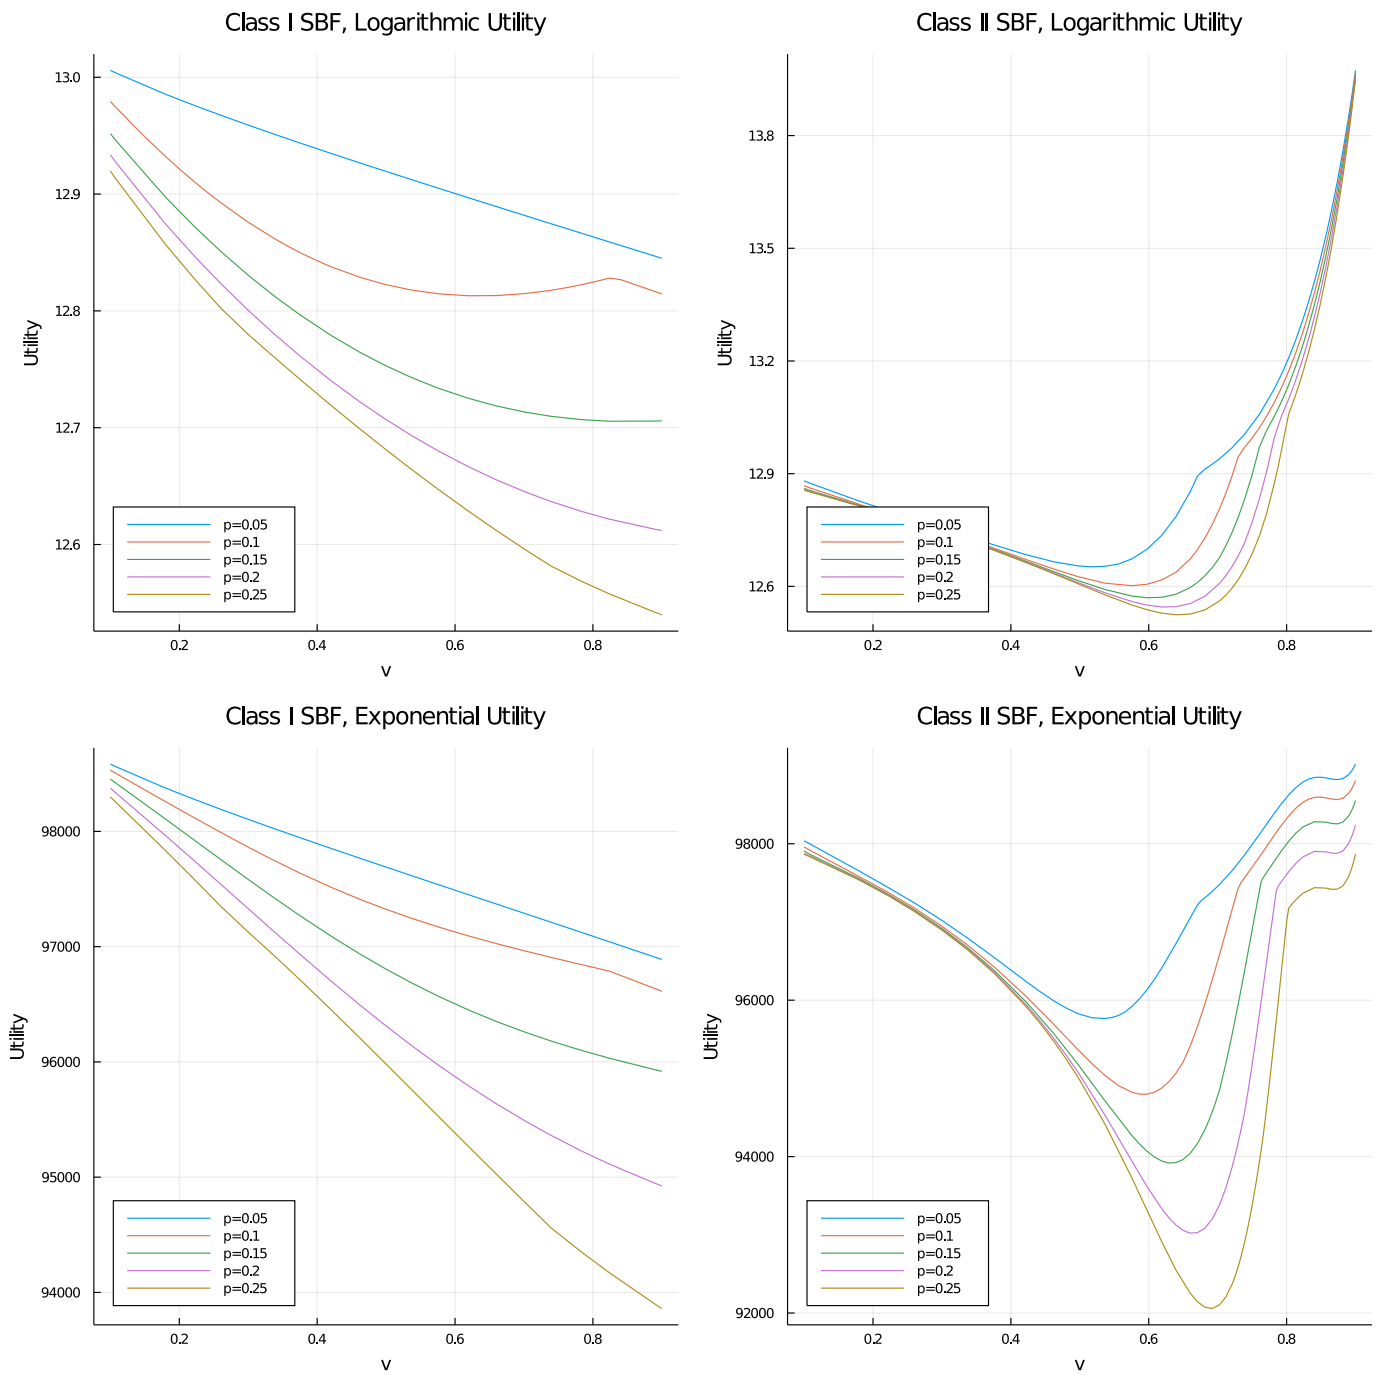 Class I SBF, Logarithmic Utility
13.0
12.9
12.8
12.7
12.6
Utility
p=0.05
p=0.1
p=0.15
p=0.2
p=0.25
0.2 0.4 0.6 0.8
v
Class II SBF, Logarithmic Utility
13.8
13.5
13.2
12.9
12.6
Utility
p=0.05
p=0.1
p=0.15
p=0.2
p=0.25
0.2 0.4 0.6 0.8
v
Class I SBF, Exponential Utility
98000
97000
96000
95000
94000
Utility
p=0.05
p=0.1
p=0.15
p=0.2
p=0.25
0.2 0.4 0.6 0.8
v
Class II SBF, Exponential Utility
98000
96000
94000
92000
Utility
p=0.05
p=0.1
p=0.15
p=0.2
p=0.25
0.2 0.4 0.6 0.8
v